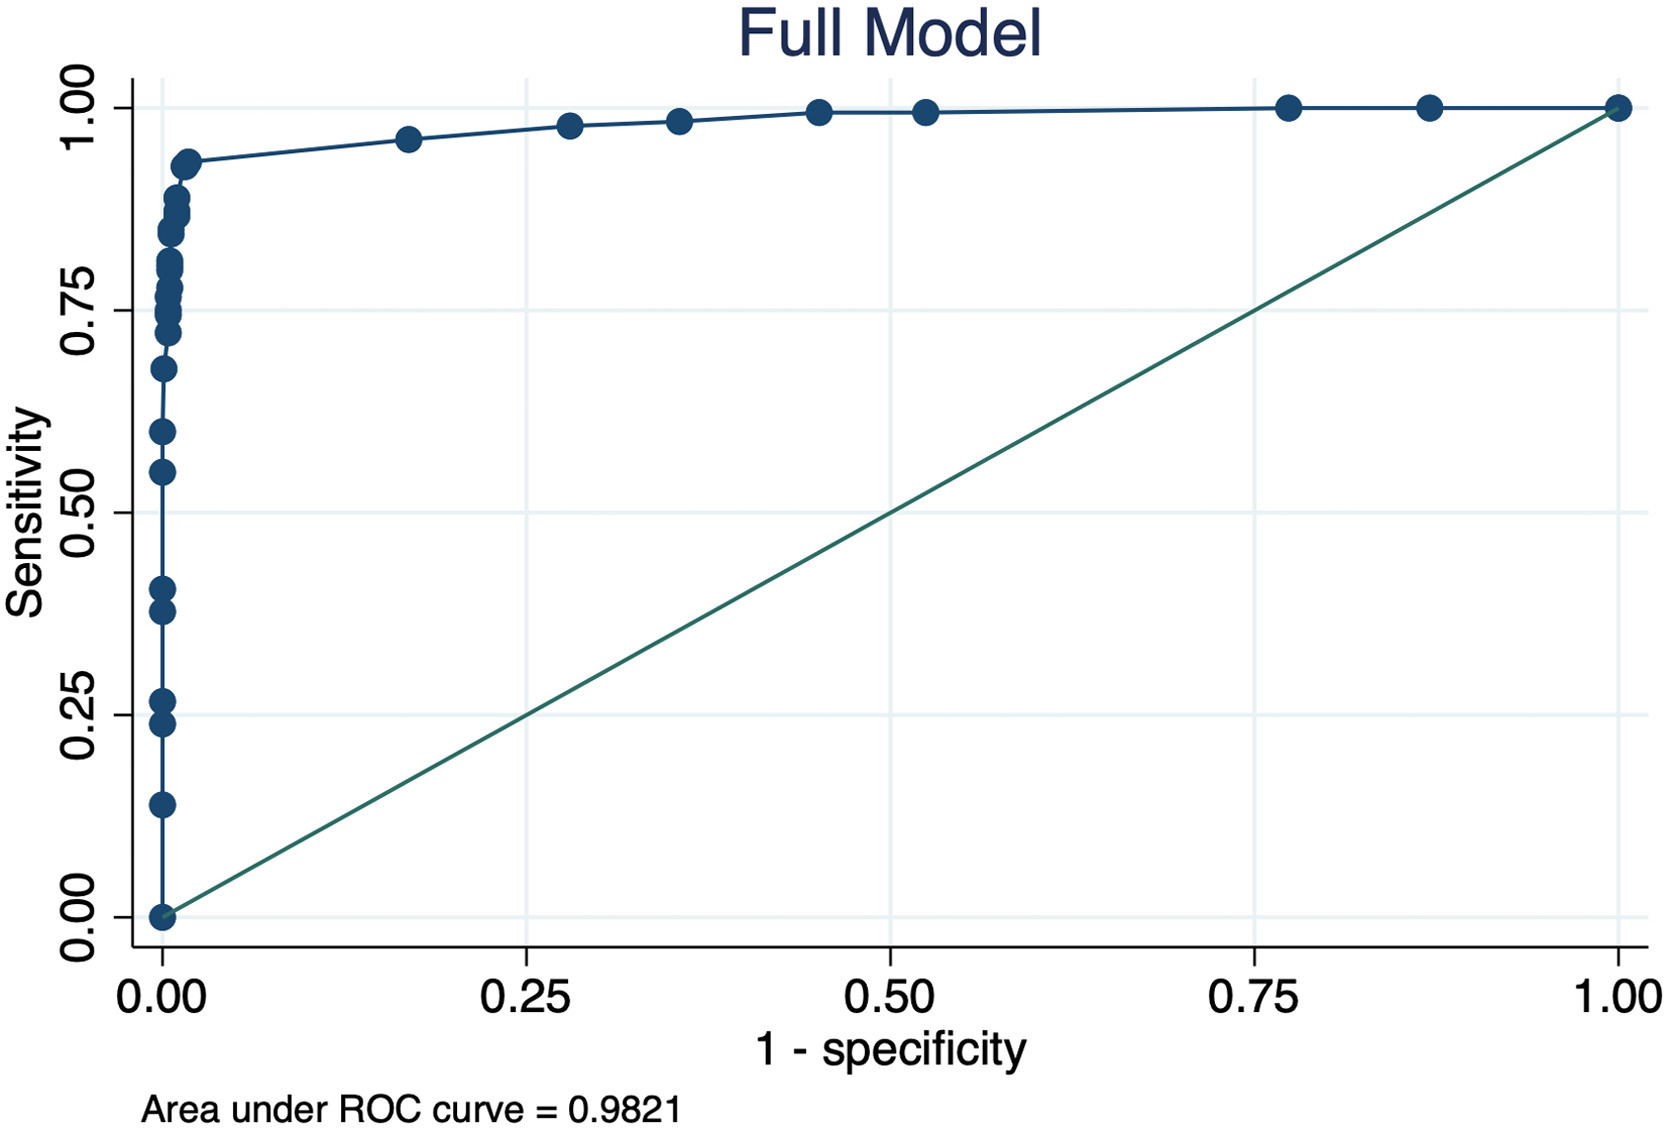 Full Model
Sensitivity
1.00
0.75
0.50
0.25
0.00
0.00 0.25 0.50 0.75 1.00
1 - specificity
Area under ROC curve = 0.9821